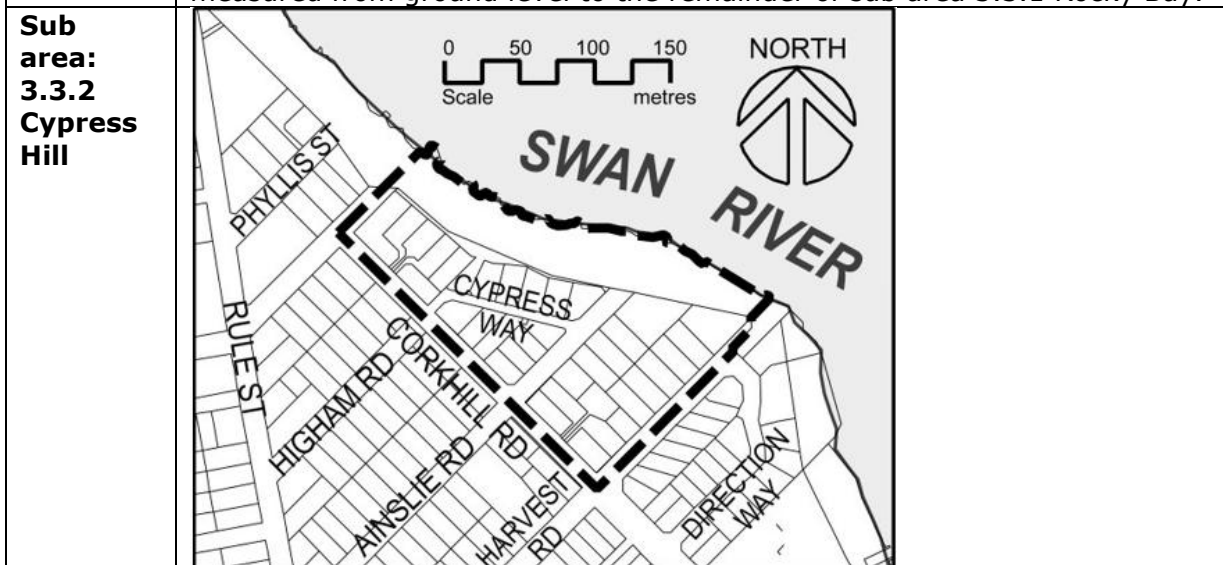 measured from ground level to the remainder of sub area 3.3.1 Rocky Bay.
Sub
area:
3.3.2
Cypress
Hill
0 50 100 150
Scale metres
NORTH
SWAN RIVER
PHYLLIS ST
CYPRESS
WAY
RULE ST
CORKHILL RD
HIGHAM RD
AINSLIE RD
HARVEST
RD
DIRECTION
WAY